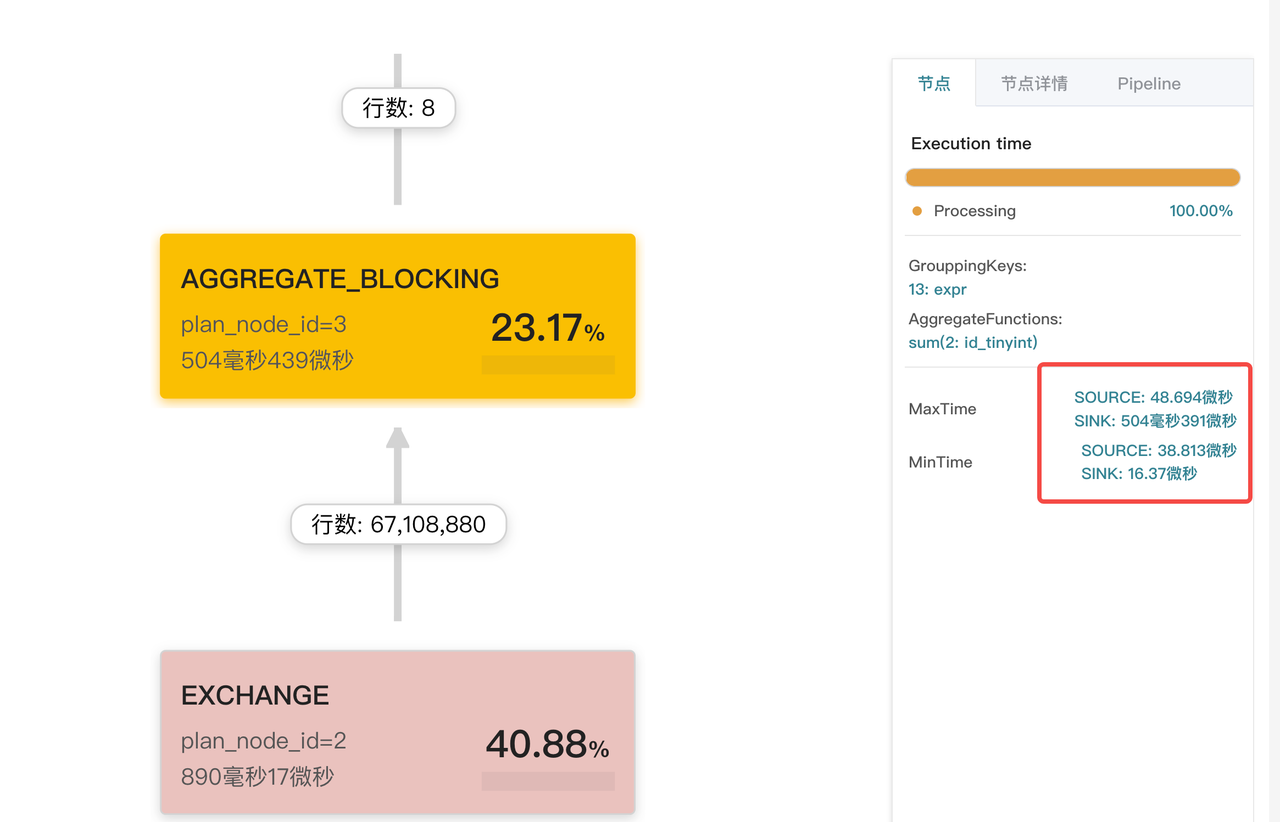 行数: 8
AGGREGATE_BLOCKING
plan_node_id=3
23.17%
504毫秒439微秒
行数: 67,108,880
EXCHANGE
plan_node_id=2
40.88%
890毫秒17微秒
节点
节点详情
Pipeline
Execution time
Processing
100.00%
GrouppingKeys:
13: expr
AggregateFunctions:
sum(2: id_tinyint)
MaxTime
SOURCE: 48.694微秒
SINK: 504毫秒391微秒
MinTime
SOURCE: 38.813微秒
SINK: 16.37微秒